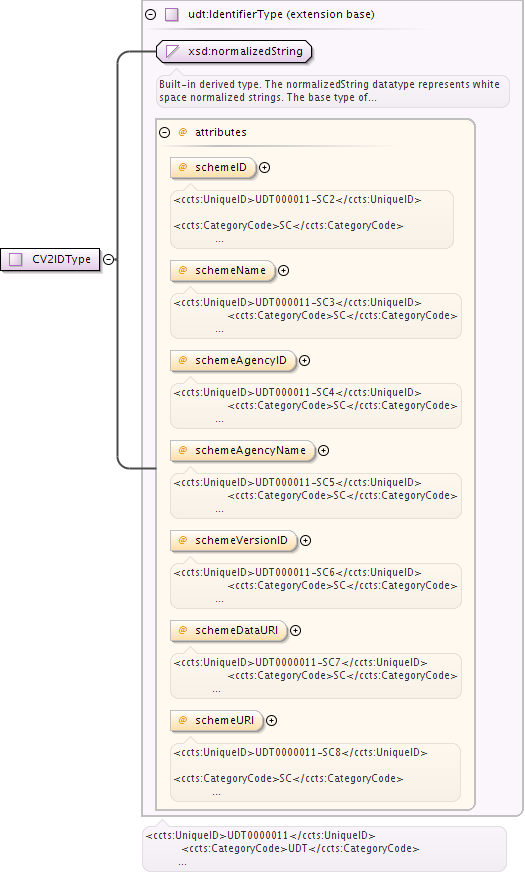 udt:IdentifierType (extension base)
xsd:normalizedString
Built-in derived type. The normalizedString datatype represents white
space normalized strings. The base type of...
@ attributes
@ schemeID
<ccts:UniqueID>UDT000011-SC2</ccts:UniqueID>
<ccts:CategoryCode>SC</ccts:CategoryCode>
...
CV2IDType
@ schemeName
<ccts:UniqueID>UDT000011-SC3</ccts:UniqueID>
<ccts:CategoryCode>SC</ccts:CategoryCode>
...
@ schemeAgencyID
<ccts:UniqueID>UDT000011-SC4</ccts:UniqueID>
<ccts:CategoryCode>SC</ccts:CategoryCode>
...
@ schemeAgencyName
<ccts:UniqueID>UDT000011-SC5</ccts:UniqueID>
<ccts:CategoryCode>SC</ccts:CategoryCode>
...
@ schemeVersionID
<ccts:UniqueID>UDT000011-SC6</ccts:UniqueID>
<ccts:CategoryCode>SC</ccts:CategoryCode>
...
@ schemeDataURI
<ccts:UniqueID>UDT0000011-SC7</ccts:UniqueID>
<ccts:CategoryCode>SC</ccts:CategoryCode>
...
@ schemeURI
<ccts:UniqueID>UDT0000011-SC8</ccts:UniqueID>
<ccts:CategoryCode>SC</ccts:CategoryCode>
...
<ccts:UniqueID>UDT0000011</ccts:UniqueID>
<ccts:CategoryCode>UDT</ccts:CategoryCode>
...